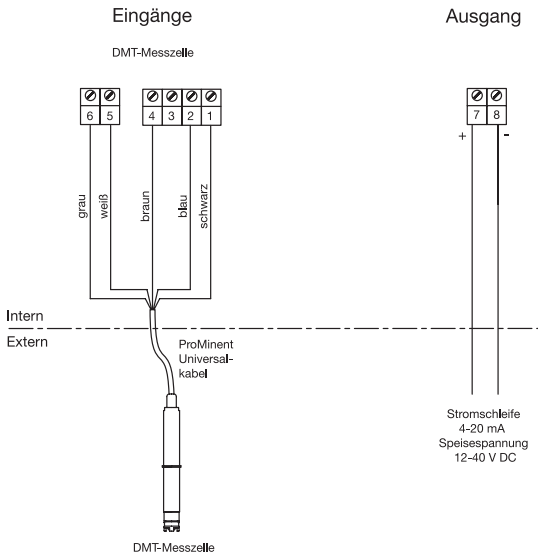 Eingänge
Ausgang
DMT-Messzelle
6 5 4 3 2 1
7 8
+ -
grau
weiß
braun
blau
schwarz
Intern
Extern
ProMinent
Universal-
kabel
Stromschleife
4-20 mA
Speisespannung
12-40 V DC
DMT-Messzelle